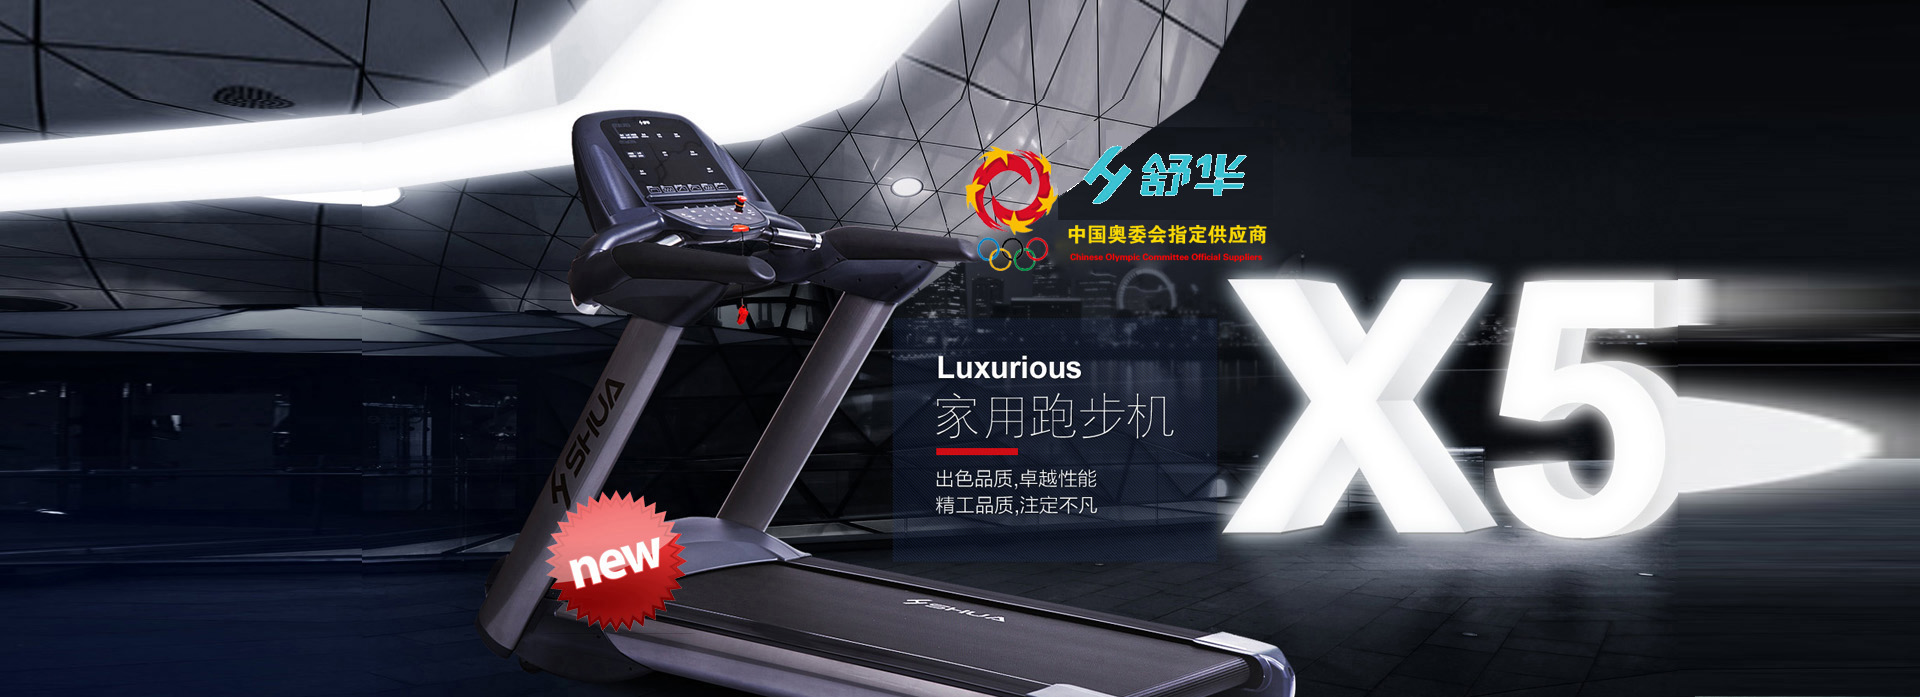 舒华
中国奥委会指定供应商
Chinese Olympic Committee Official Suppliers
X5
Luxurious
家用跑步机
出色品质,卓越性能
精工品质,注定不凡
SHUA
new
SHUA